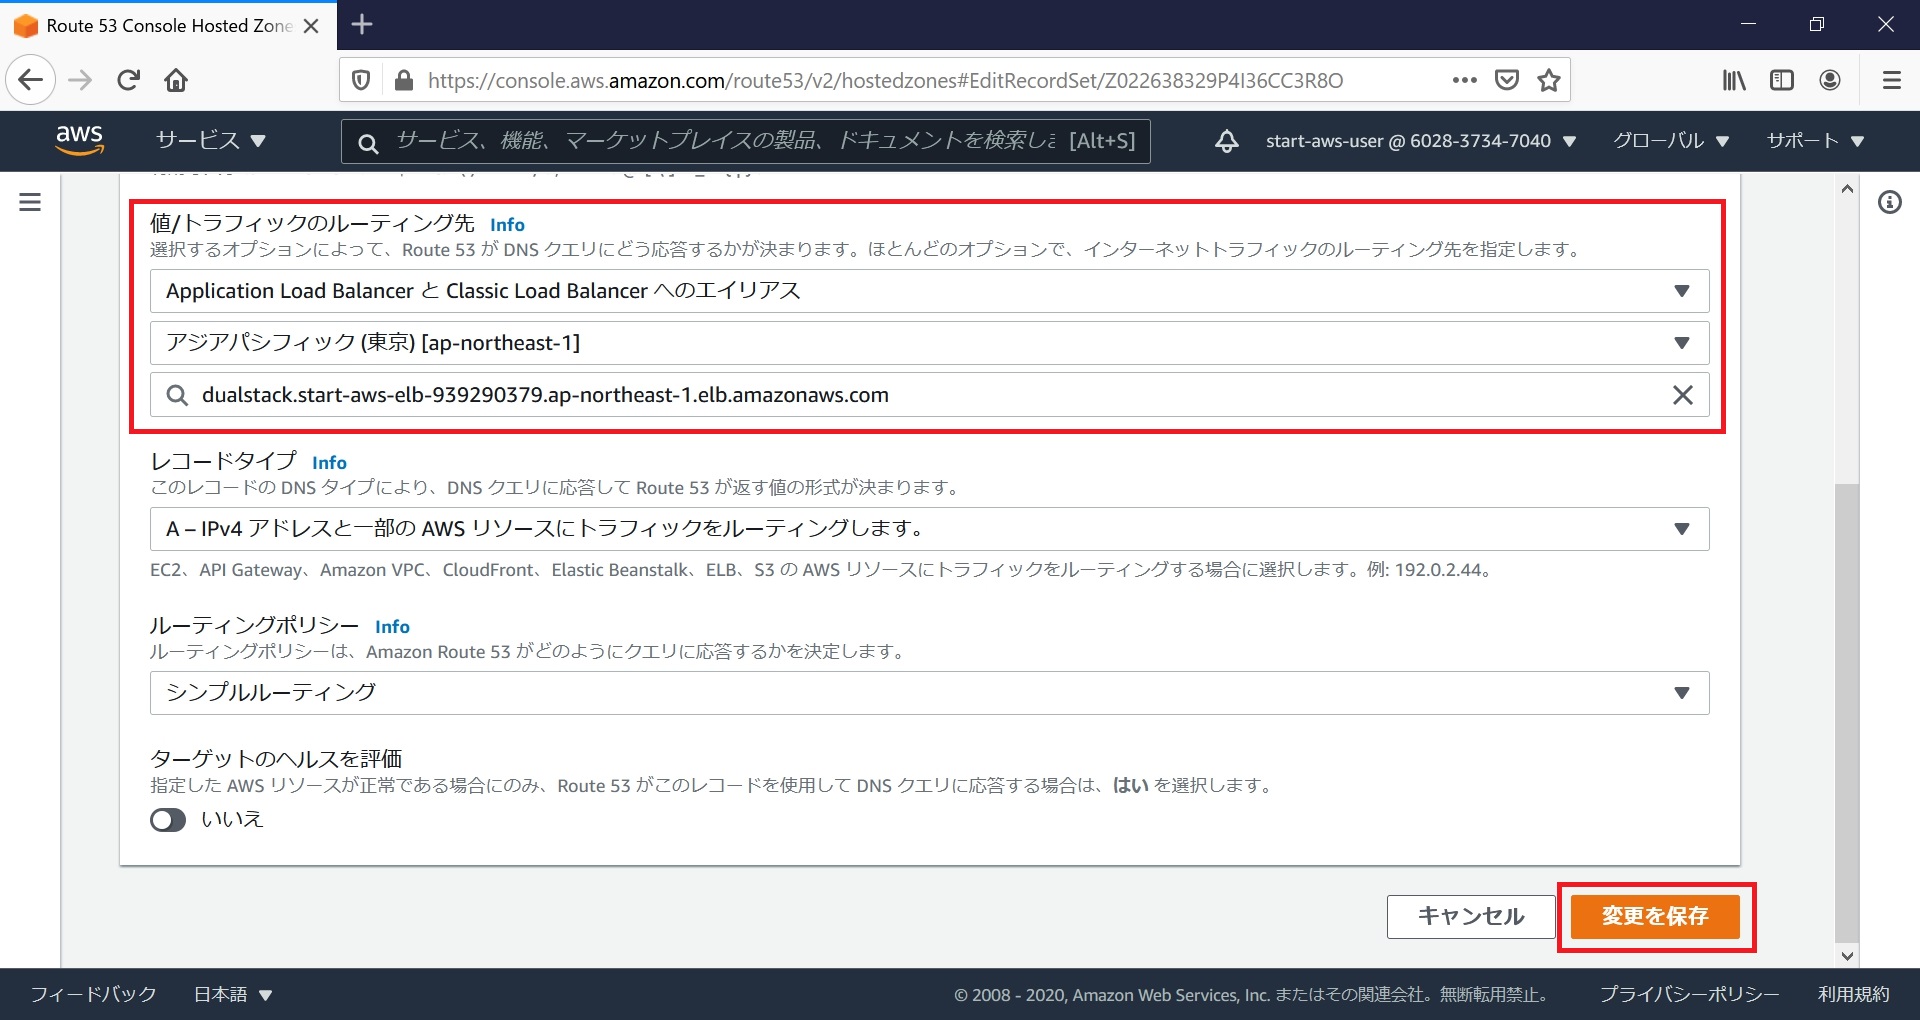 Route 53 Console Hosted Zone
https://console.aws.amazon.com/route53/v2/hostedzones#EditRecordSet/Z022638329P4I36CC3R8O
aws
サービス
サービス、機能、マーケットプレイスの製品、ドキュメントを検索しま
[Alt+S]
start-aws-user @ 6028-3734-7040
グローバル
サポート
値/トラフィックのルーティング先 Info
選択するオプションによって、Route 53 が DNS クエリにどう応答するかが決まります。ほとんどのオプションで、インターネットトラフィックのルーティング先を指定します。
Application Load Balancer と Classic Load Balancer へのエイリアス
アジアパシフィック (東京) [ap-northeast-1]
dualstack.start-aws-elb-939290379.ap-northeast-1.elb.amazonaws.com
レコードタイプ Info
このレコードの DNS タイプにより、DNS クエリに応答して Route 53 が返す値の形式が決まります。
A – IPv4 アドレスと一部の AWS リソースにトラフィックをルーティングします。
EC2、API Gateway、Amazon VPC、CloudFront、Elastic Beanstalk、ELB、S3 の AWS リソースにトラフィックをルーティングする場合に選択します。例: 192.0.2.44。
ルーティングポリシー Info
ルーティングポリシーは、Amazon Route 53 がどのようにクエリに応答するかを決定します。
シンプルルーティング
ターゲットのヘルスを評価
指定した AWS リソースが正常である場合にのみ、Route 53 がこのレコードを使用して DNS クエリに応答する場合は、はい を選択します。
いいえ
キャンセル
変更を保存
フィードバック
日本語
© 2008 - 2020, Amazon Web Services, Inc. またはその関連会社。無断転用禁止。
プライバシーポリシー
利用規約